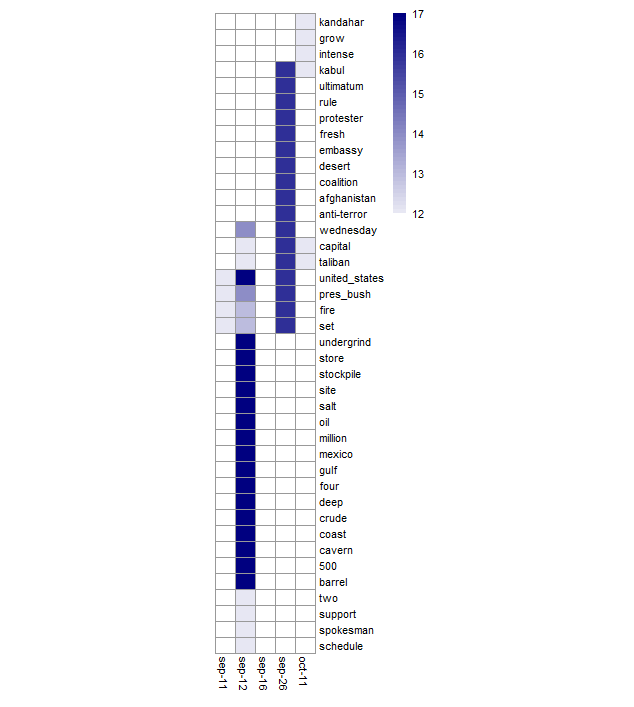 kandahar
grow
intense
kabul
ultimatum
rule
protester
fresh
embassy
desert
coalition
afghanistan
anti-terror
wednesday
capital
taliban
united_states
pres_bush
fire
set
undergrind
store
stockpile
site
salt
oil
million
mexico
gulf
four
deep
crude
coast
cavern
500
barrel
two
support
spokesman
schedule
sep-11
sep-12
sep-16
sep-26
oct-11
17
16
15
14
13
12